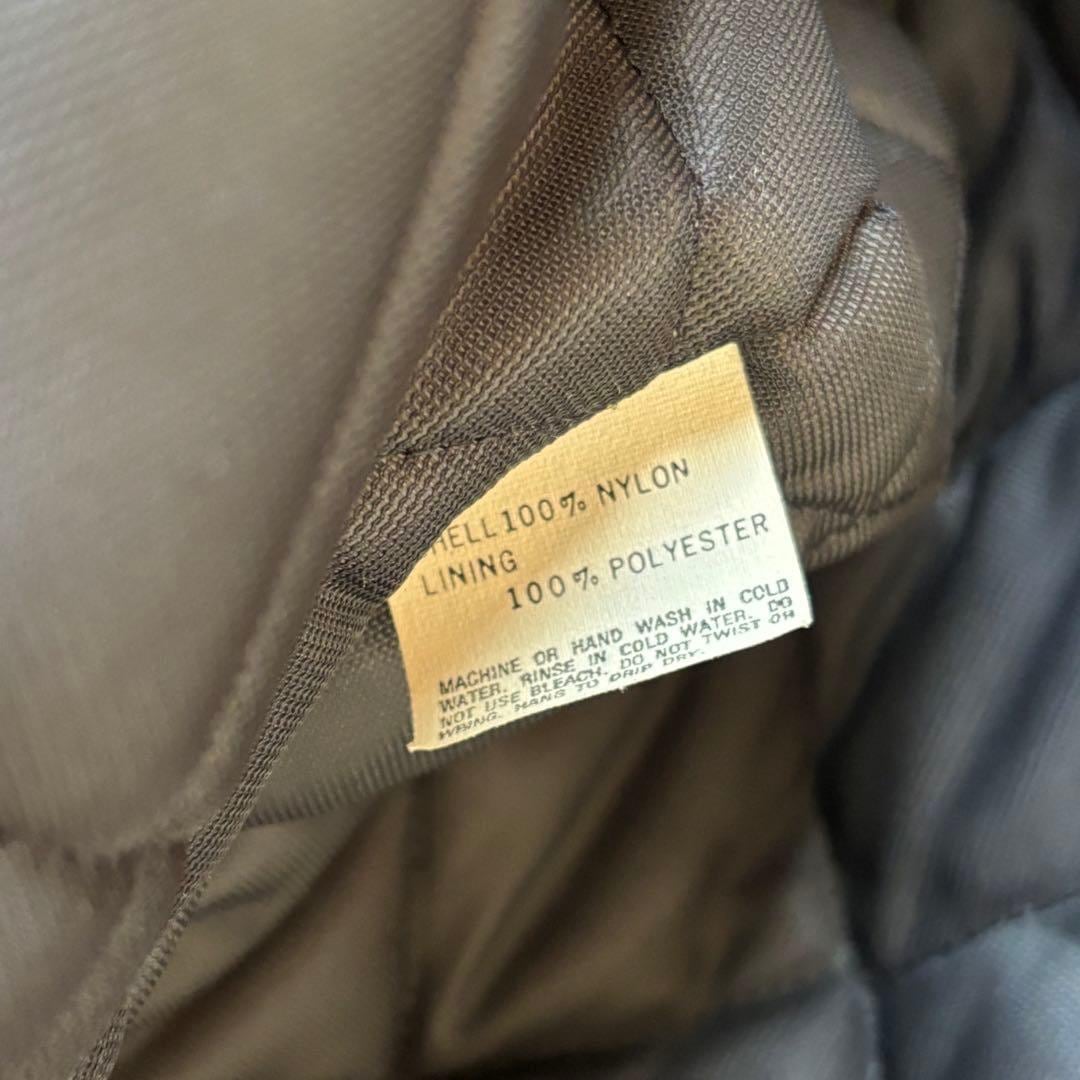 HELL 100% NYLON
LINING
100% POLYESTER
MACHINE OR HAND WASH IN COLD
WATER. RINSE IN COLD WATER. DO
NOT USE BLEACH. DO NOT TWIST OR
WRING. HANG TO DRIP DRY.